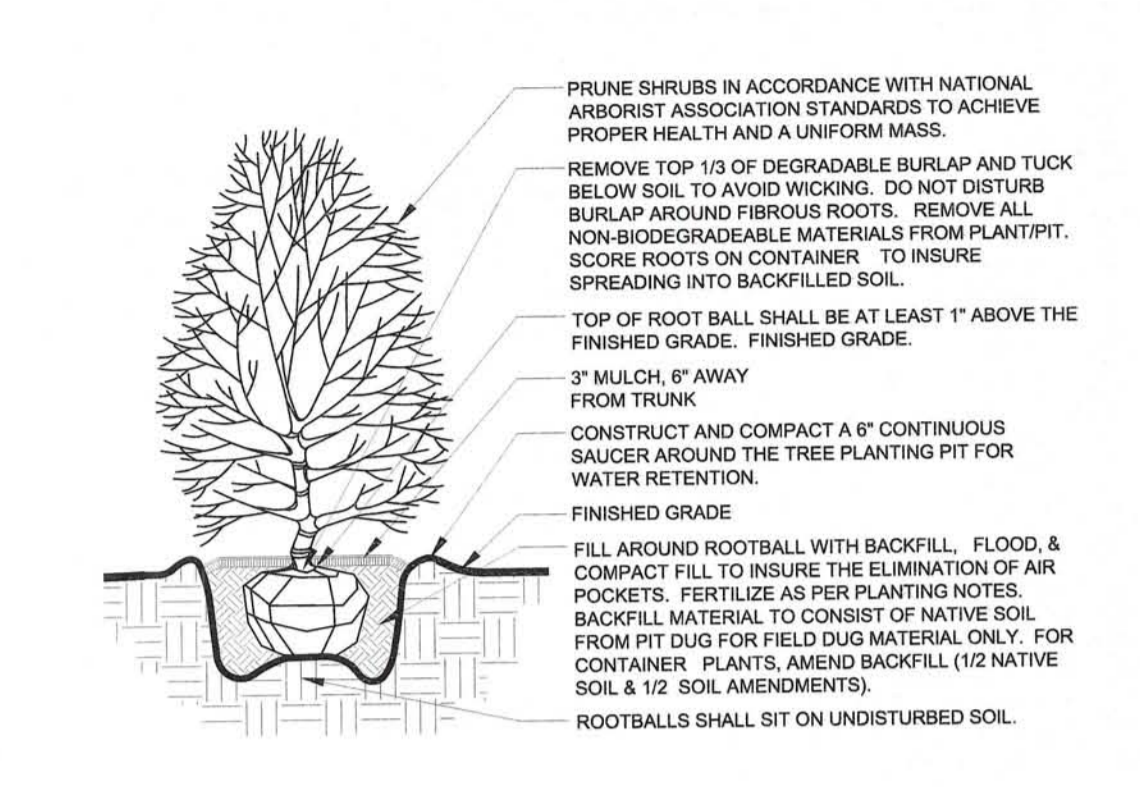 PRUNE SHRUBS IN ACCORDANCE WITH NATIONAL
ARBORIST ASSOCIATION STANDARDS TO ACHIEVE
PROPER HEALTH AND A UNIFORM MASS.
REMOVE TOP 1/3 OF DEGRADABLE BURLAP AND TUCK
BELOW SOIL TO AVOID WICKING. DO NOT DISTURB
BURLAP AROUND FIBROUS ROOTS. REMOVE ALL
NON-BIODEGRADEABLE MATERIALS FROM PLANT/PIT.
SCORE ROOTS ON CONTAINER TO INSURE
SPREADING INTO BACKFILLED SOIL.
TOP OF ROOT BALL SHALL BE AT LEAST 1" ABOVE THE
FINISHED GRADE. FINISHED GRADE.
3" MULCH, 6" AWAY
FROM TRUNK
CONSTRUCT AND COMPACT A 6" CONTINUOUS
SAUCER AROUND THE TREE PLANTING PIT FOR
WATER RETENTION.
FINISHED GRADE
FILL AROUND ROOTBALL WITH BACKFILL, FLOOD, &
COMPACT FILL TO INSURE THE ELIMINATION OF AIR
POCKETS. FERTILIZE AS PER PLANTING NOTES.
BACKFILL MATERIAL TO CONSIST OF NATIVE SOIL
FROM PIT DUG FOR FIELD DUG MATERIAL ONLY. FOR
CONTAINER PLANTS, AMEND BACKFILL (1/2 NATIVE
SOIL & 1/2 SOIL AMENDMENTS).
ROOTBALLS SHALL SIT ON UNDISTURBED SOIL.